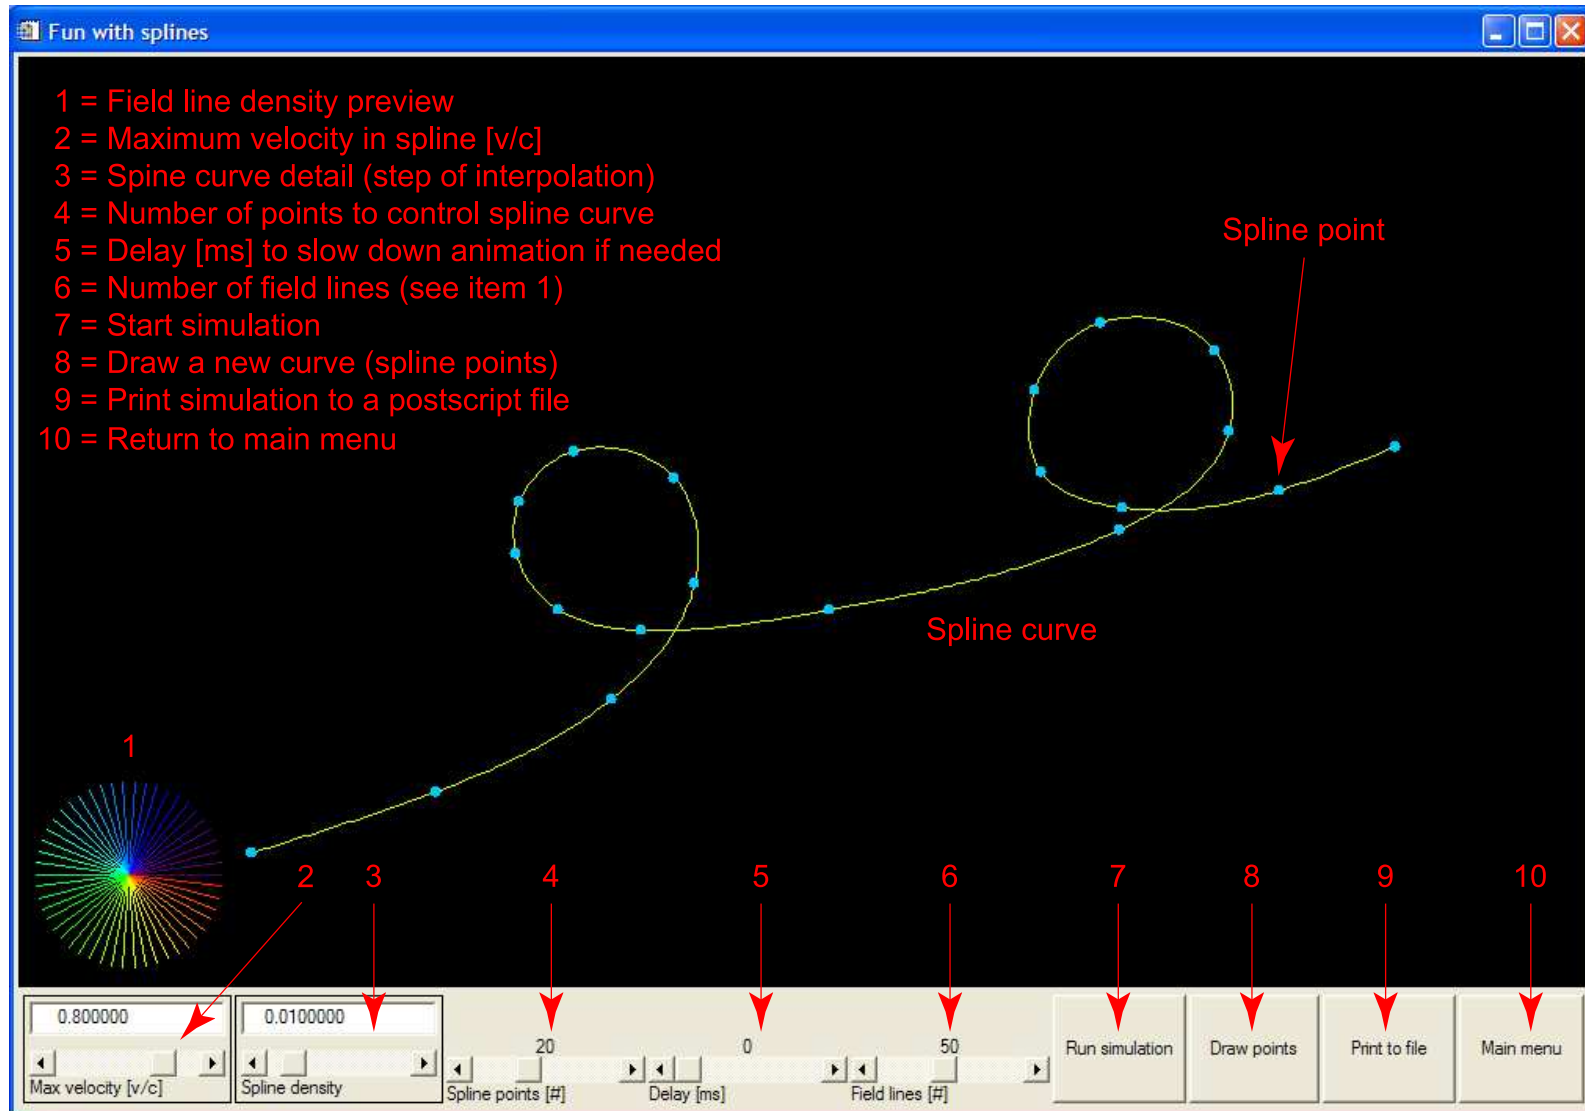 Fun with splines
1 = Field line density preview
2 = Maximum velocity in spline [v/c]
3 = Spine curve detail (step of interpolation)
4 = Number of points to control spline curve
5 = Delay [ms] to slow down animation if needed
6 = Number of field lines (see item 1)
7 = Start simulation
8 = Draw a new curve (spline points)
9 = Print simulation to a postscript file
10 = Return to main menu
Spline point
Spline curve
1
2 3 4 5 6 7 8 9 10
0.800000 0.0100000
20 0 50
Run simulation Draw points Print to file Main menu
Max velocity [v/c] Spline density Spline points [#] Delay [ms] Field lines [#]